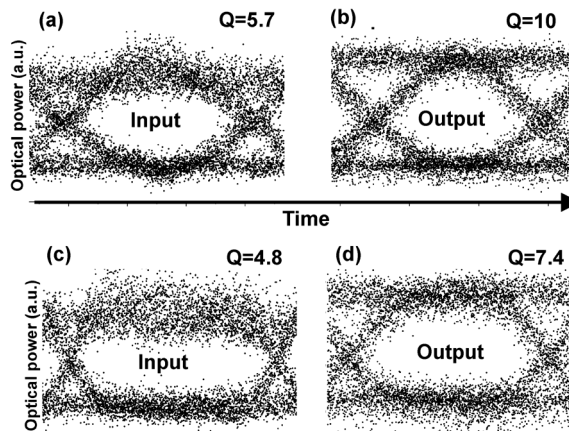 (a) Q=5.7
(b) Q=10
Optical power (a.u.)
Input
Output
Time
(c) Q=4.8
(d) Q=7.4
Optical power (a.u.)
Input
Output